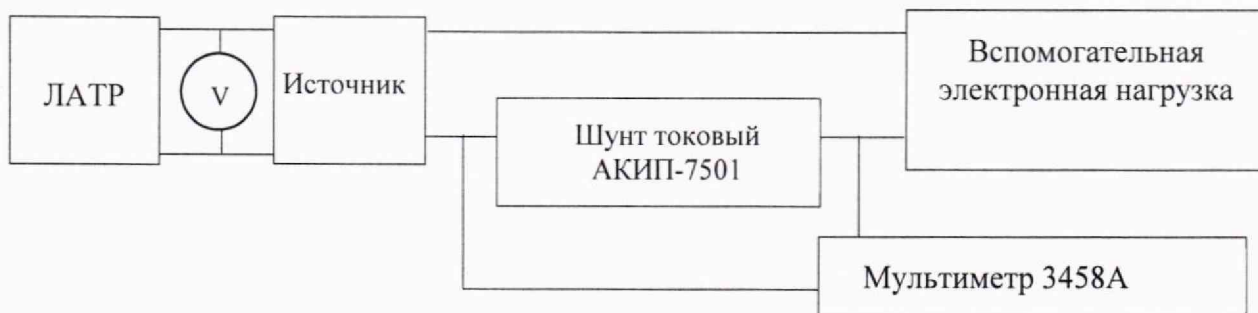 ЛАТР
V
Источник
Вспомогательная
электронная нагрузка
Шунт токовый
АКИП-7501
Мультиметр 3458А